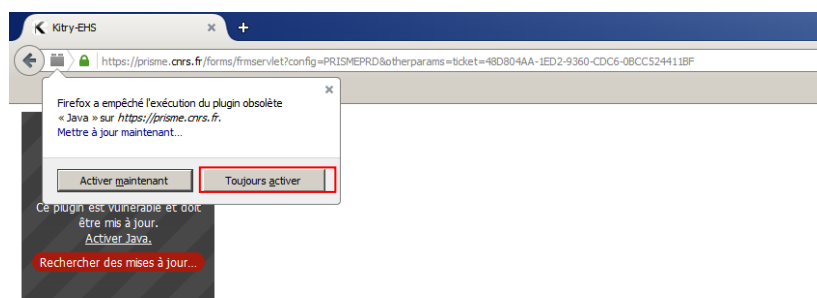 Kitry-EHS
https://prisme.cnrs.fr/forms/frmservlet?config=PRISMEPRD&otherparams=ticket=48D804AA-1ED2-9360-CDC6-0BCC524411BF
Firefox a empêché l'exécution du plugin obsolète
« Java » sur https://prisme.cnrs.fr.
Mettre à jour maintenant...
Activer maintenant
Toujours activer
Ce plugin est vulnérable et doit
être mis à jour.
Activer Java.
Rechercher des mises à jour...